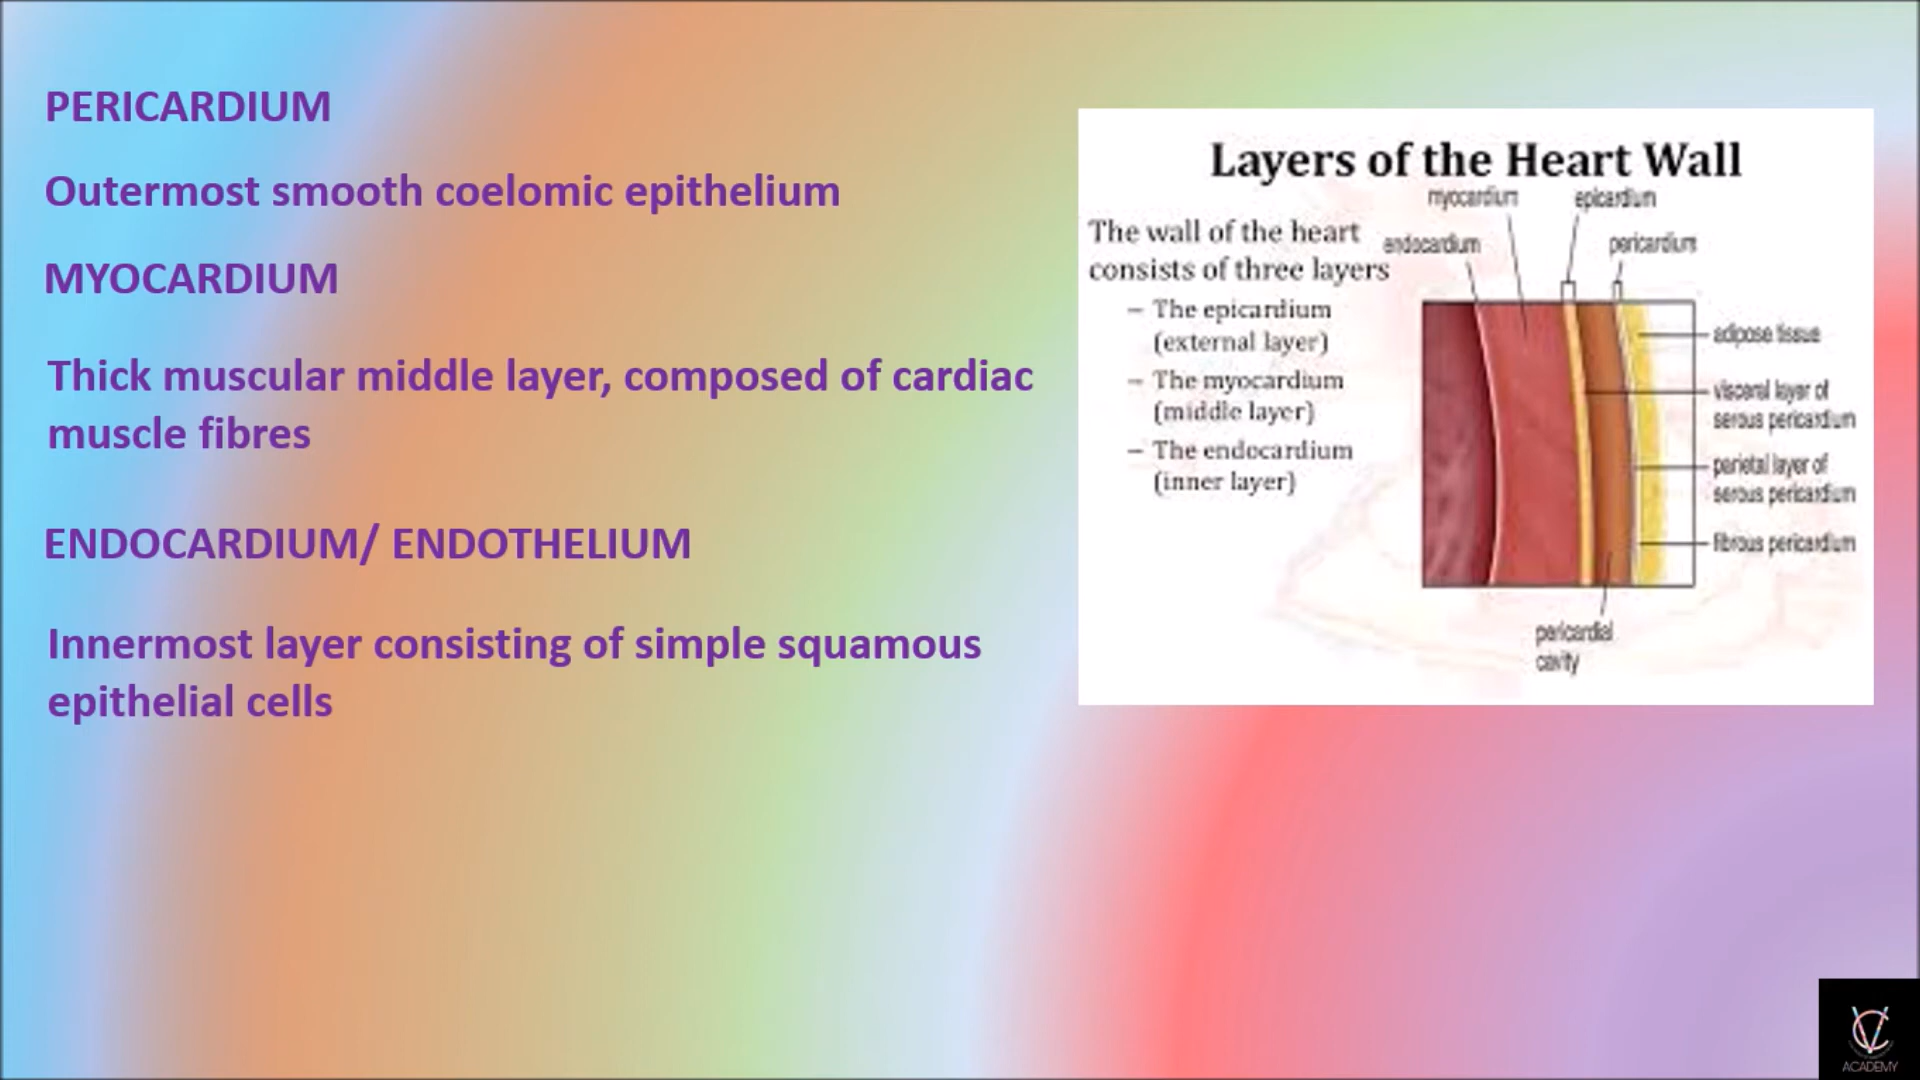 PERICARDIUM
Outermost smooth coelomic epithelium
MYOCARDIUM
Thick muscular middle layer, composed of cardiac
muscle fibres
ENDOCARDIUM/ ENDOTHELIUM
Innermost layer consisting of simple squamous
epithelial cells
Layers of the Heart Wall
The wall of the heart
consists of three layers
– The epicardium
(external layer)
– The myocardium
(middle layer)
– The endocardium
(inner layer)
myocardium
epicardium
endocardium
pericardium
adipose tissue
visceral layer of
serous pericardium
parietal layer of
serous pericardium
fibrous pericardium
pericardial
cavity
VC
ACADEMY